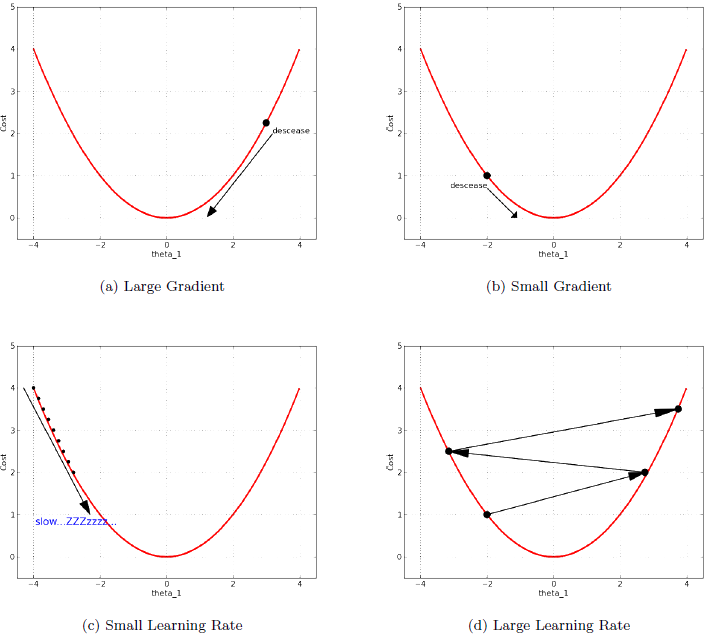 5
4
3
2
1
0
Cost
descease
−4
−2
0
2
4
theta_1
(a) Large Gradient
5
4
3
2
1
0
Cost
descease
−4
−2
0
2
4
theta_1
(b) Small Gradient
5
4
3
2
1
0
Cost
slow...ZZZzzzz...
−4
−2
0
2
4
theta_1
(c) Small Learning Rate
5
4
3
2
1
0
Cost
−4
−2
0
2
4
theta_1
(d) Large Learning Rate